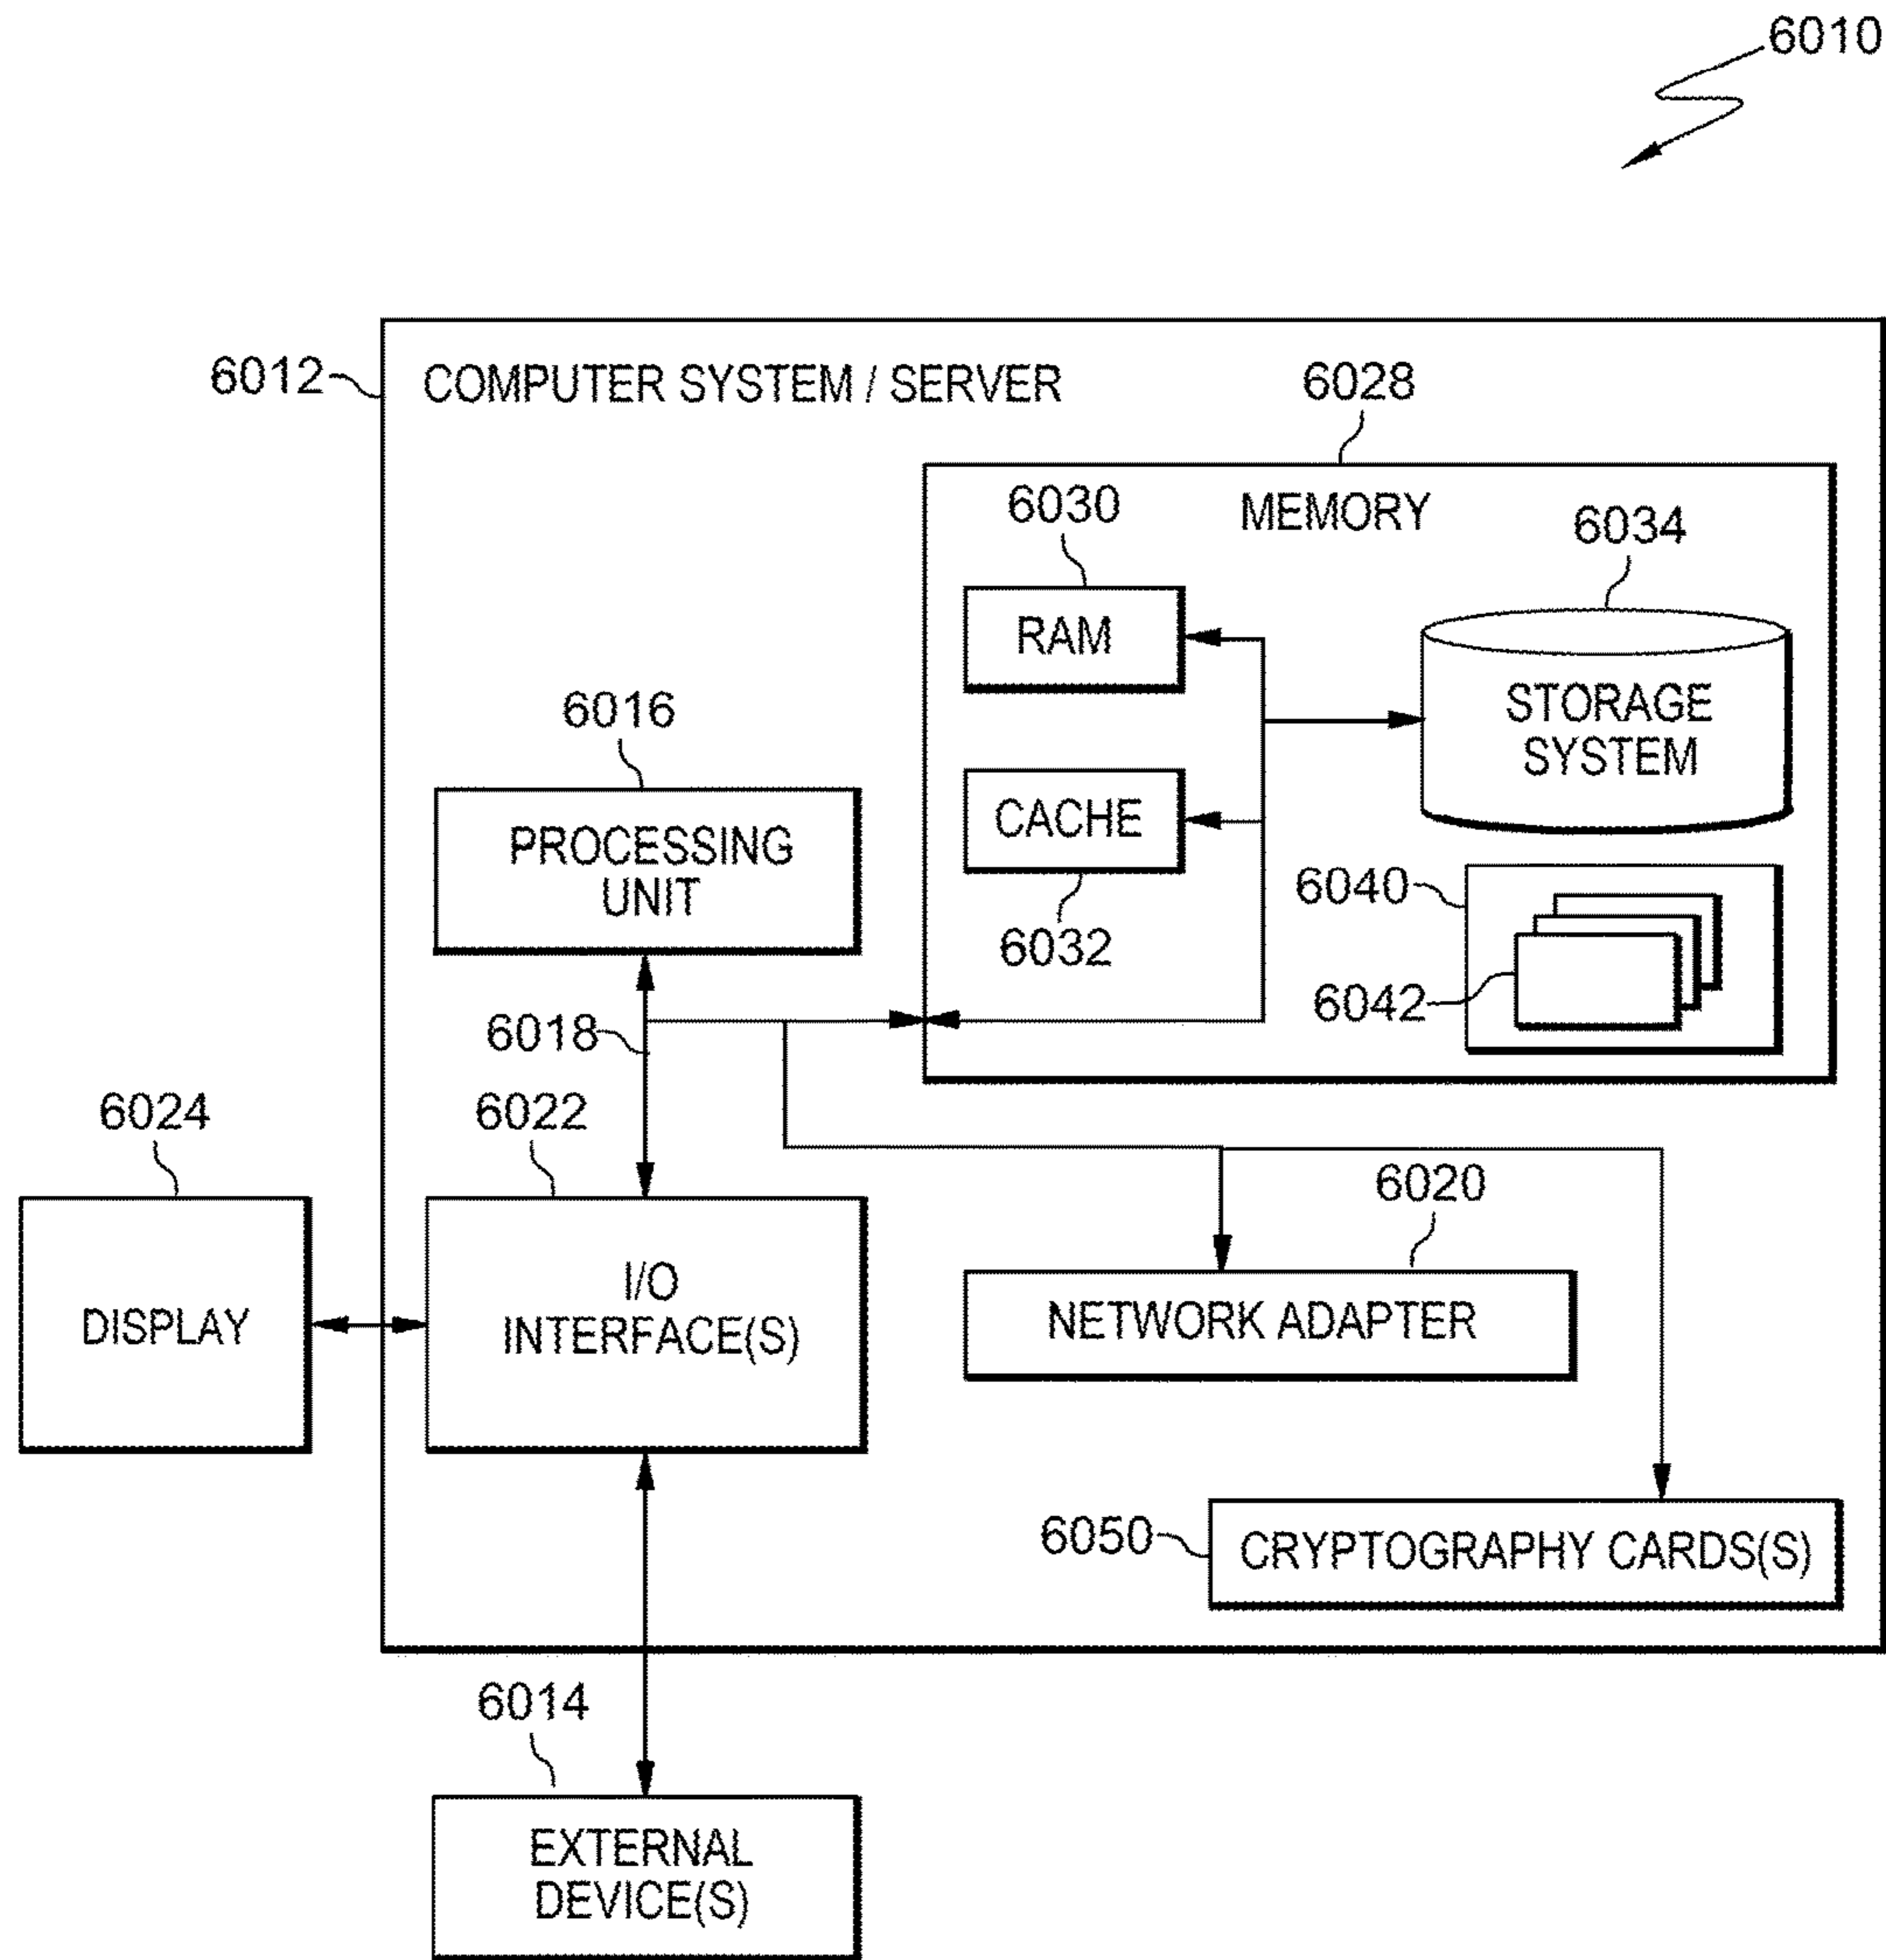 6010
6012
COMPUTER SYSTEM / SERVER
6028
MEMORY
6030
RAM
6034
STORAGE
SYSTEM
6016
PROCESSING
UNIT
CACHE
6032
6040
6042
6018
6024
DISPLAY
6022
I/O
INTERFACE(S)
6020
NETWORK ADAPTER
6050
CRYPTOGRAPHY CARDS(S)
6014
EXTERNAL
DEVICE(S)